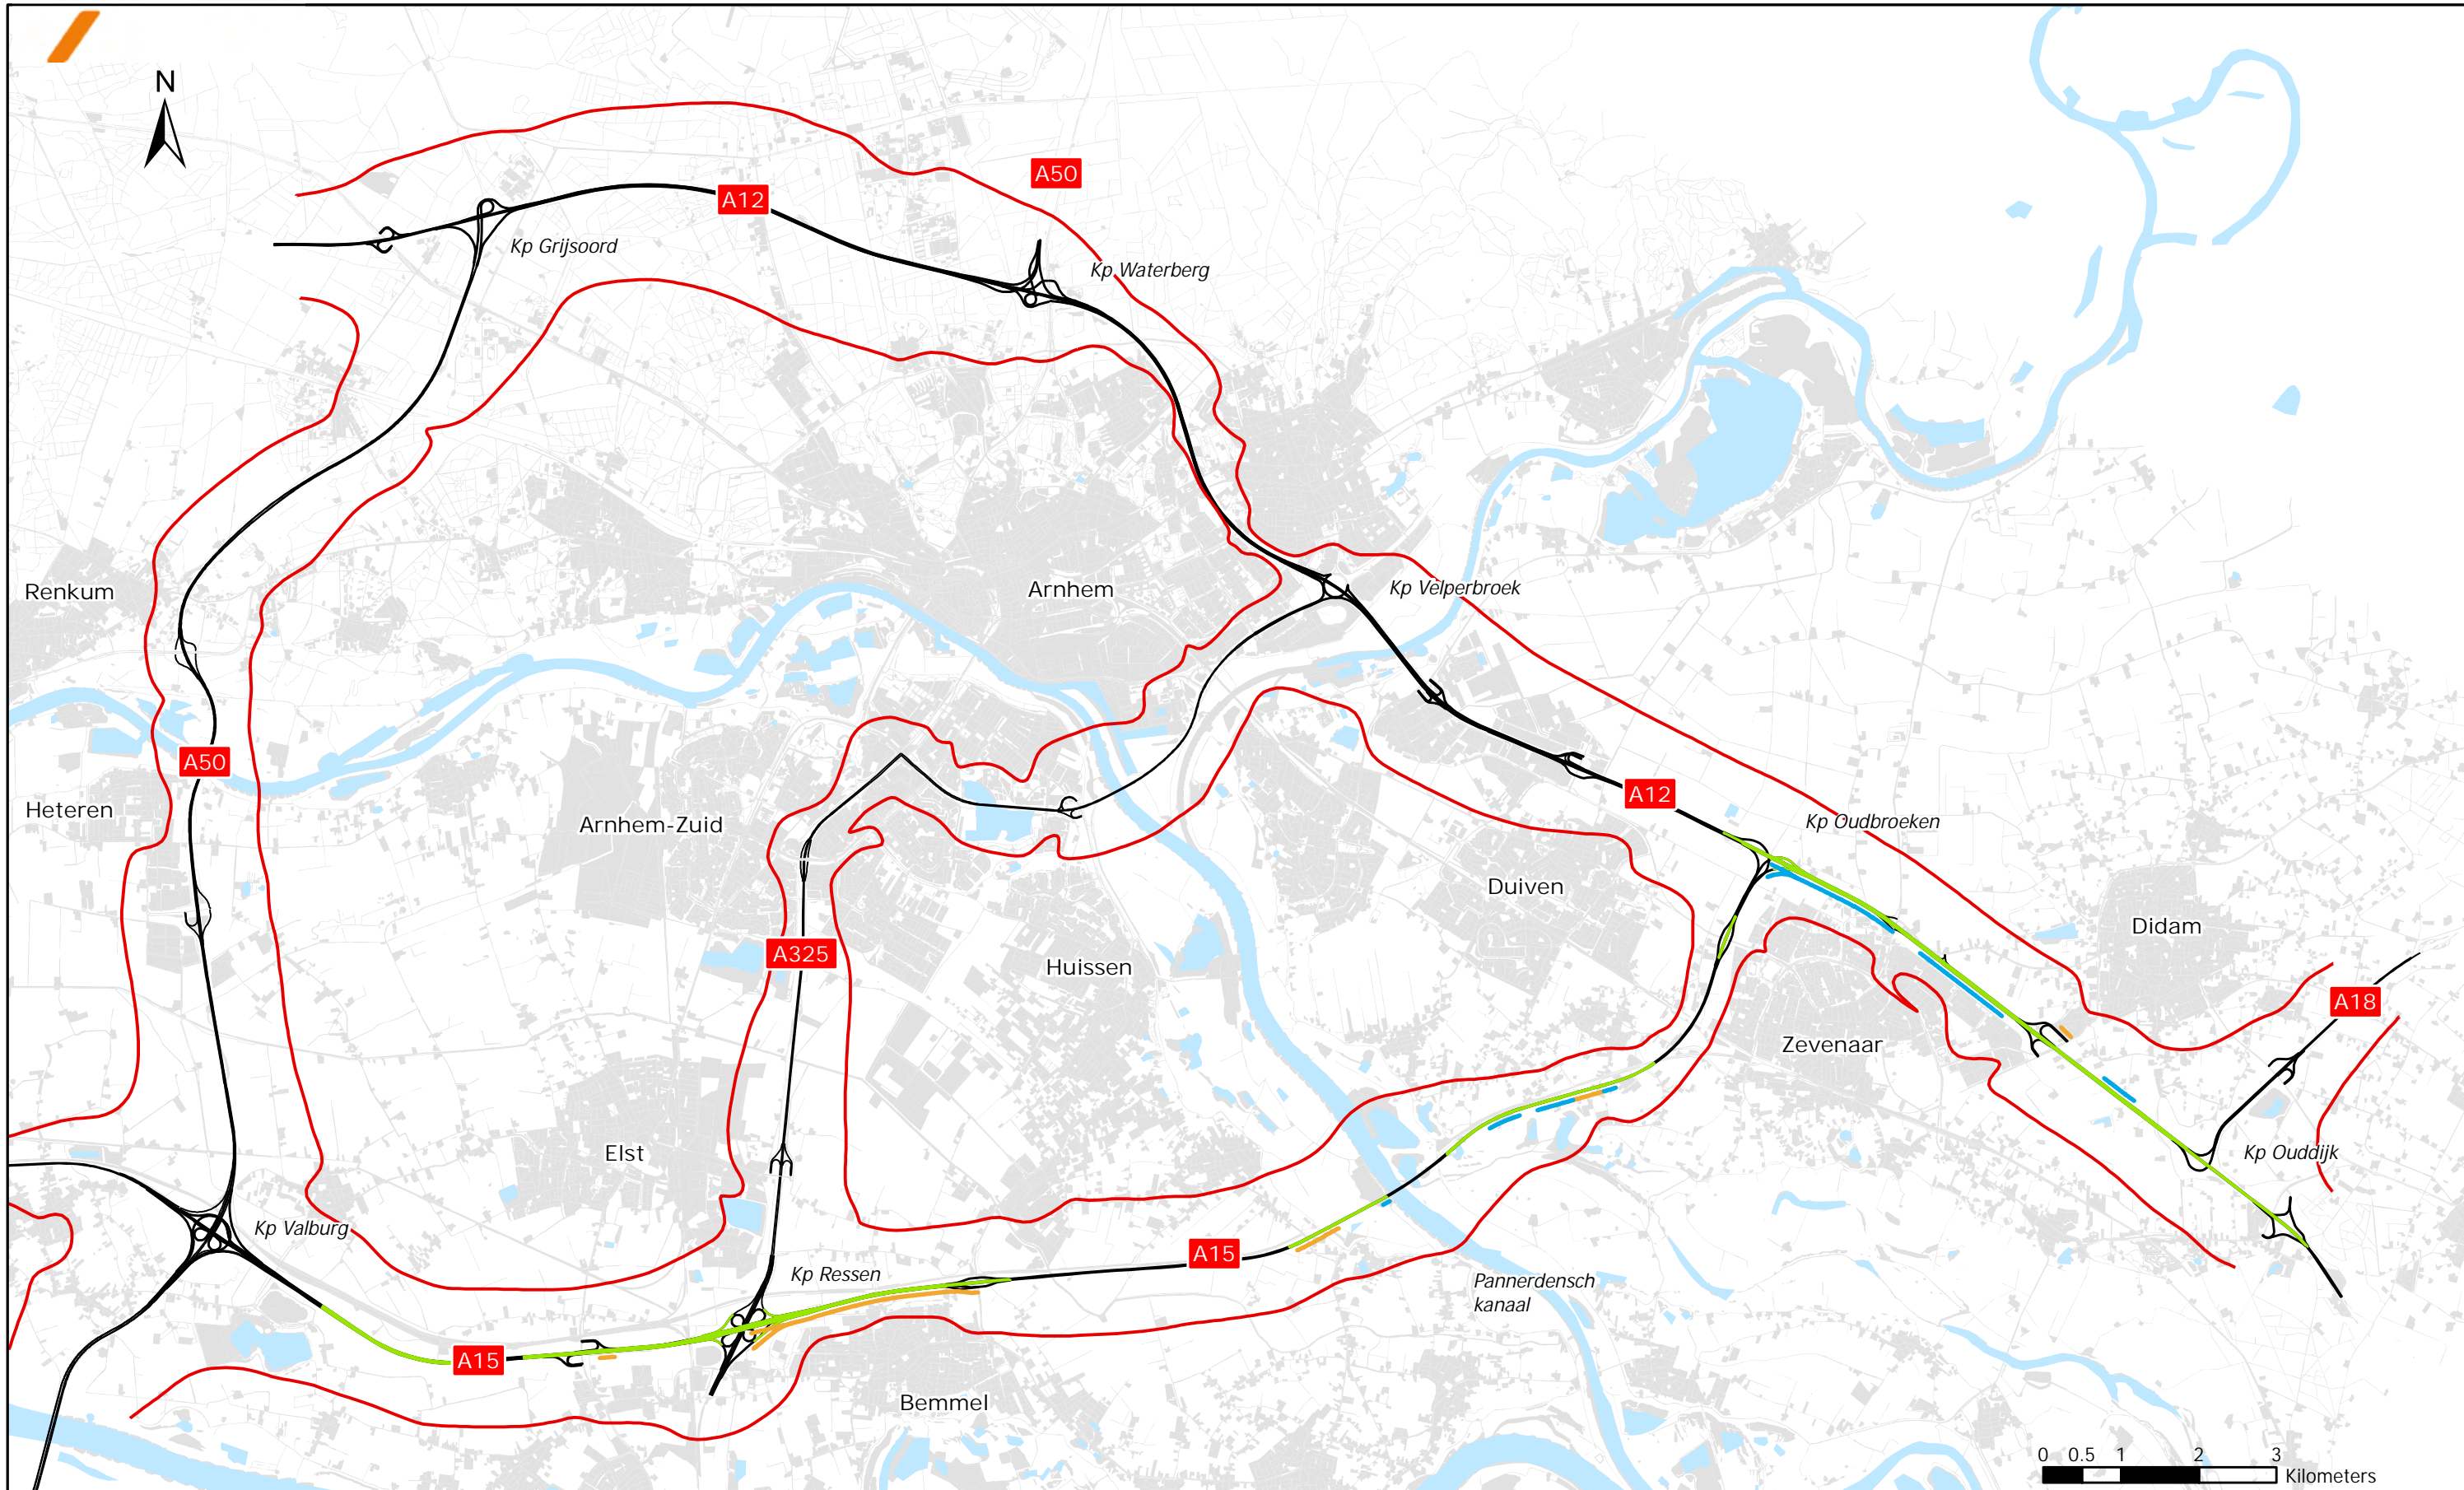 N
A50
A12
Kp Grijsoord
Kp Waterberg
Renkum
Arnhem
Kp Velperbroek
A50
A12
Heteren
Arnhem-Zuid
Kp Oudbroeken
Duiven
Didam
A325
Huissen
A18
Zevenaar
Elst
Kp Ouddijk
Kp Valburg
A15
Kp Ressen
Pannerdensch
kanaal
A15
Bemmel
0 0.5 1 2 3
Kilometers